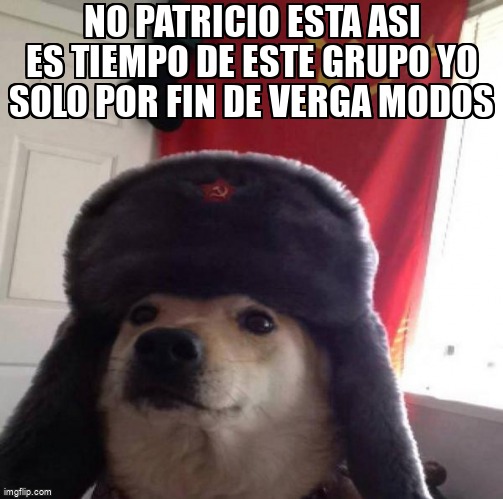 NO PATRICIO ESTA ASI
ES TIEMPO DE ESTE GRUPO YO
SOLO POR FIN DE VERGA MODOS
imgflip.com